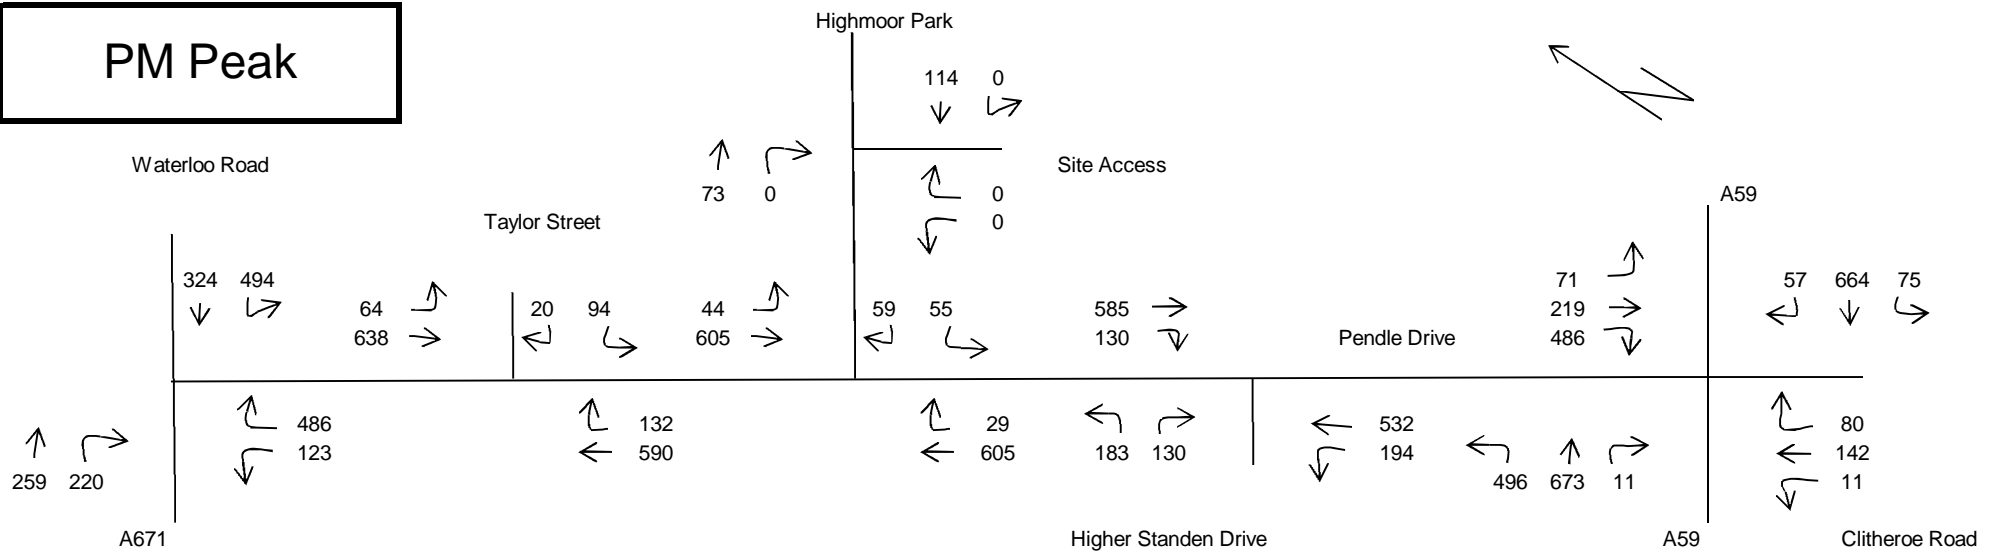 Highmoor Park
PM Peak
114 0
Waterloo Road
Site Access
73 0
0
0
A59
Taylor Street
324 494
64
638
20 94
44
605
59 55
585
130
Pendle Drive
71
219
486
57 664 75
486
123
132
590
29
605
183 130
532
194
496 673 11
80
142
11
259 220
A671
Higher Standen Drive
A59
Clitheroe Road